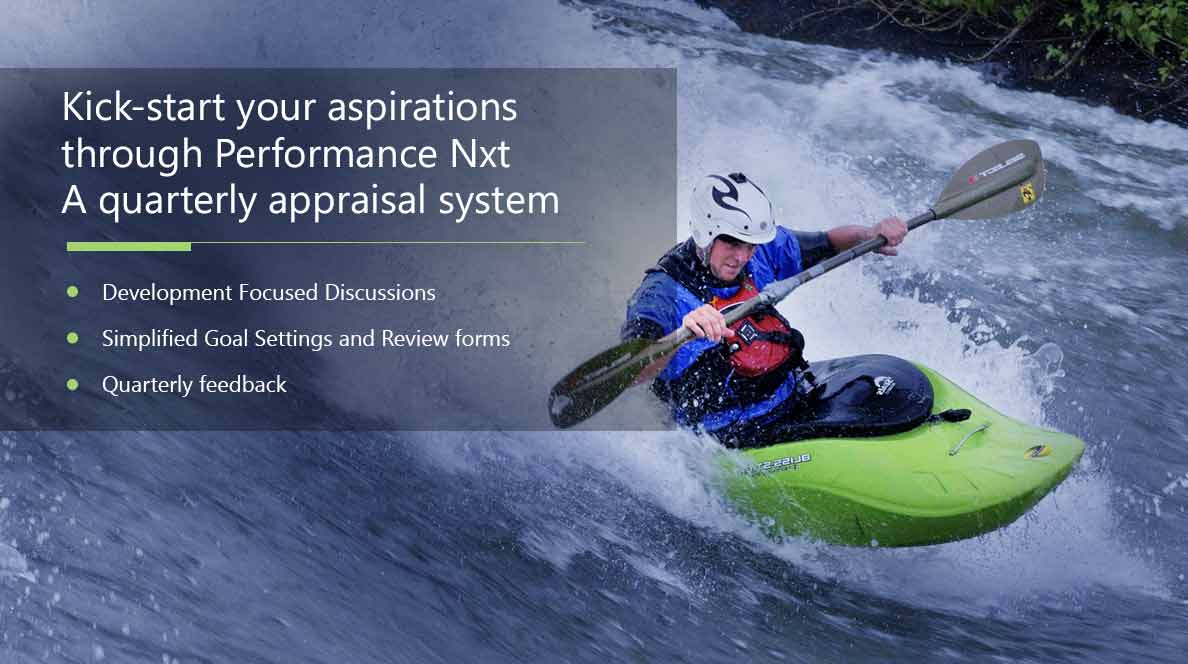 Kick-start your aspirations
through Performance Nxt
A quarterly appraisal system
Development Focused Discussions
Simplified Goal Settings and Review forms
Quarterly feedback